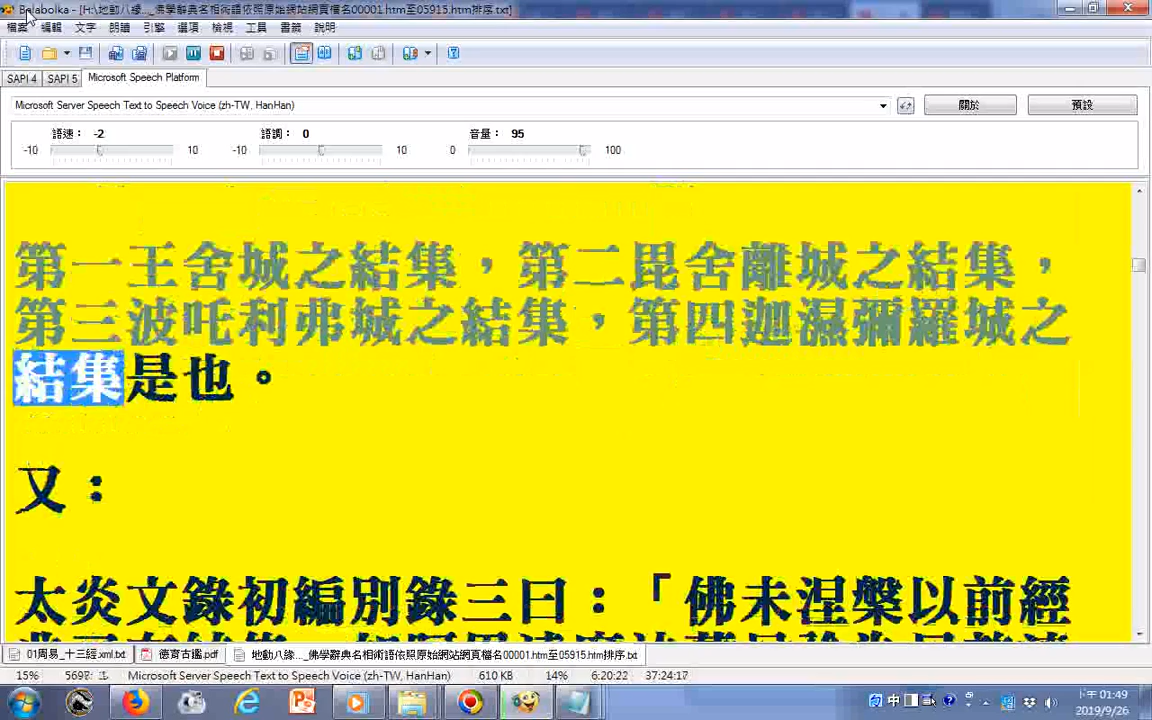 Balabolka - [H:\地動八緣..._佛學辭典名相術語依照原始網站網頁檔名00001.htm至05915.htm排序.txt]
檔案 編輯 文字 朗讀 引擎 選項 檢視 工具 書籤 說明
SAPI 4 SAPI 5 Microsoft Speech Platform
Microsoft Server Speech Text to Speech Voice (zh-TW, HanHan) 關於 預設
語速： -2 語調： 0 音量： 95
-10 10 -10 10 0 100
第一王舍城之結集，第二毘舍離城之結集，
第三波吒利弗城之結集，第四迦濕彌羅城之
結集是也。
又：
太炎文錄初編別錄三曰：「佛未涅槃以前經
01周易_十三經.xml.txt 德育古鑑.pdf 地動八緣..._佛學辭典名相術語依照原始網站網頁檔名00001.htm至05915.htm排序.txt
15% Microsoft Server Speech Text to Speech Voice (zh-TW, HanHan) 610 KB 14% 6:20:22 37:24:17
中 下午 01:49
2019/9/26